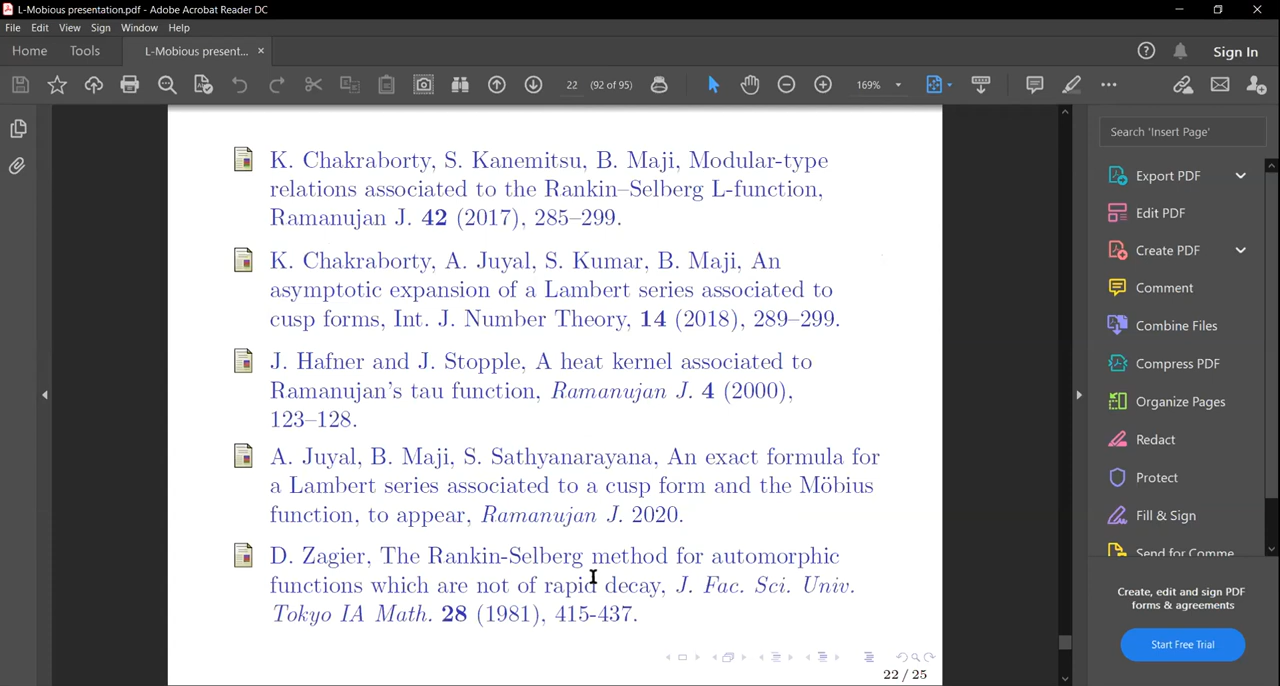 L-Mobious presentation.pdf - Adobe Acrobat Reader DC
File Edit View Sign Window Help
Home Tools L-Mobious present... ×
Sign In
22 (92 of 95) 169%
K. Chakraborty, S. Kanemitsu, B. Maji, Modular-type
relations associated to the Rankin–Selberg L-function,
Ramanujan J. 42 (2017), 285–299.
K. Chakraborty, A. Juyal, S. Kumar, B. Maji, An
asymptotic expansion of a Lambert series associated to
cusp forms, Int. J. Number Theory, 14 (2018), 289–299.
J. Hafner and J. Stopple, A heat kernel associated to
Ramanujan's tau function, Ramanujan J. 4 (2000),
123–128.
A. Juyal, B. Maji, S. Sathyanarayana, An exact formula for
a Lambert series associated to a cusp form and the Möbius
function, to appear, Ramanujan J. 2020.
D. Zagier, The Rankin-Selberg method for automorphic
functions which are not of rapid decay, J. Fac. Sci. Univ.
Tokyo IA Math. 28 (1981), 415-437.
22 / 25
Search 'Insert Page'
Export PDF
Edit PDF
Create PDF
Comment
Combine Files
Compress PDF
Organize Pages
Redact
Protect
Fill & Sign
Send for Comme
Create, edit and sign PDF
forms & agreements
Start Free Trial